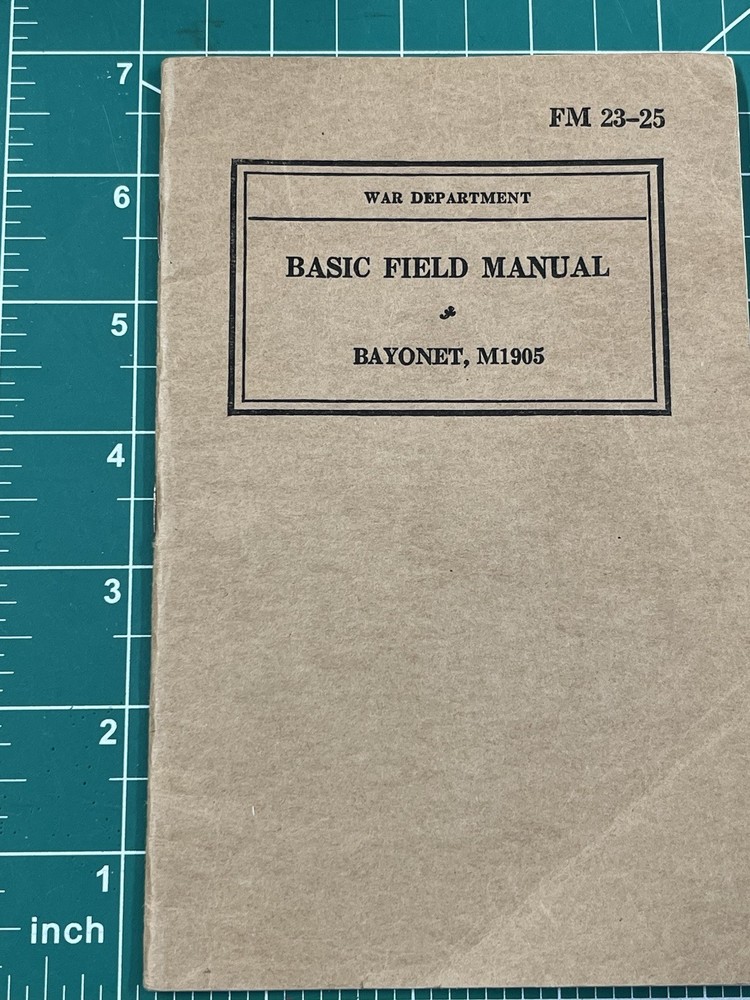 FM 23–25
WAR DEPARTMENT
BASIC FIELD MANUAL
BAYONET, M1905
7
6
5
4
3
2
1
inch